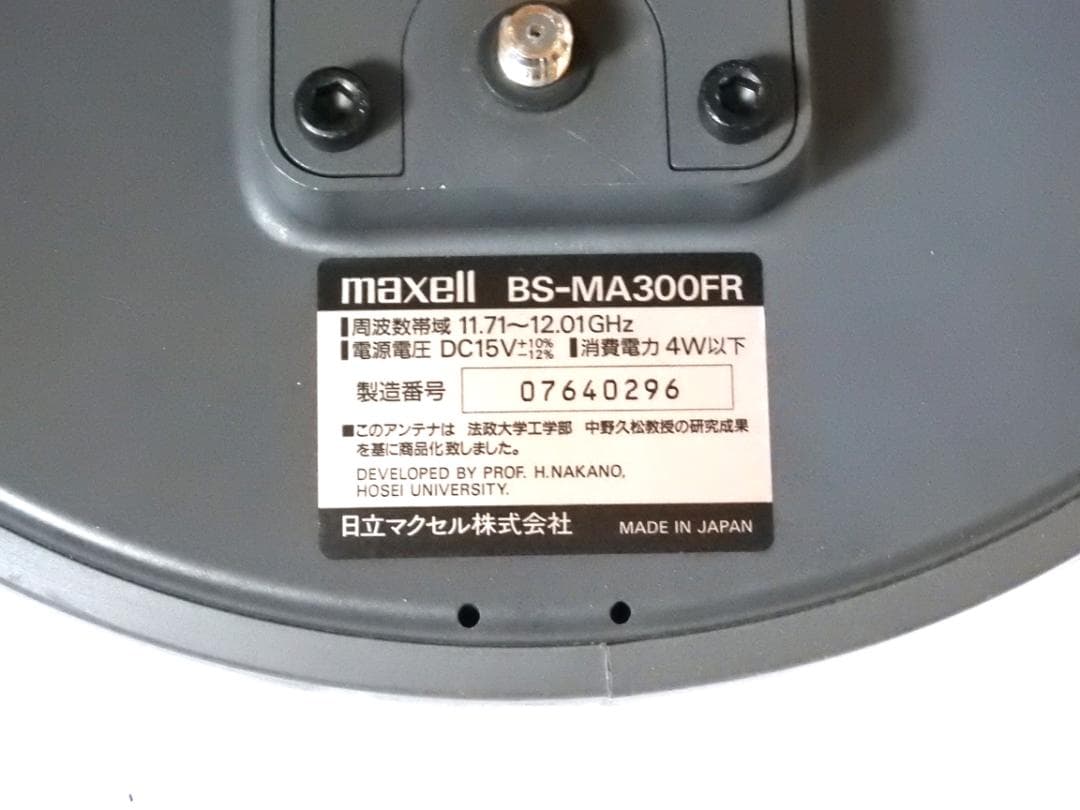 maxell BS-MA300FR
▌周波数帯域 11.71～12.01GHz
▌電源電圧 DC15V+10% −12% ▌消費電力 4W以下
製造番号 07640296
■このアンテナは 法政大学工学部 中野久松教授の研究成果
を基に商品化致しました。
DEVELOPED BY PROF. H.NAKANO,
HOSEI UNIVERSITY.
日立マクセル株式会社 MADE IN JAPAN